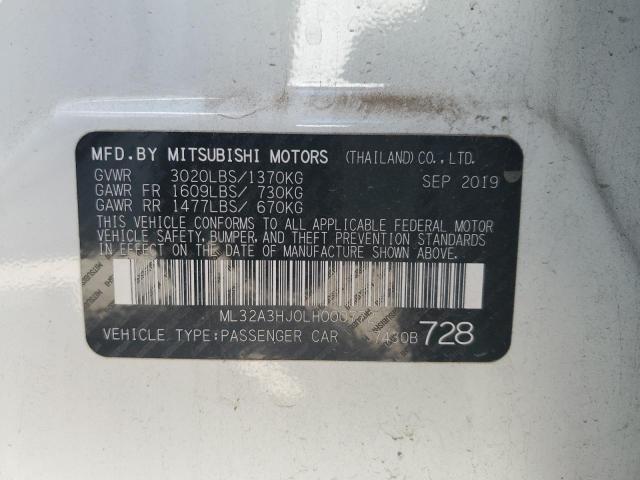 MFD.BY MITSUBISHI MOTORS (THAILAND)CO.,LTD.
GVWR 3020LBS/1370KG SEP 2019
GAWR FR 1609LBS/ 730KG
GAWR RR 1477LBS/ 670KG
THIS VEHICLE CONFORMS TO ALL APPLICABLE FEDERAL MOTOR
VEHICLE SAFETY, BUMPER, AND THEFT PREVENTION STANDARDS
IN EFFECT ON THE DATE OF MANUFACTURE SHOWN ABOVE.
VEHICLE TYPE:PASSENGER CAR 7430B 728